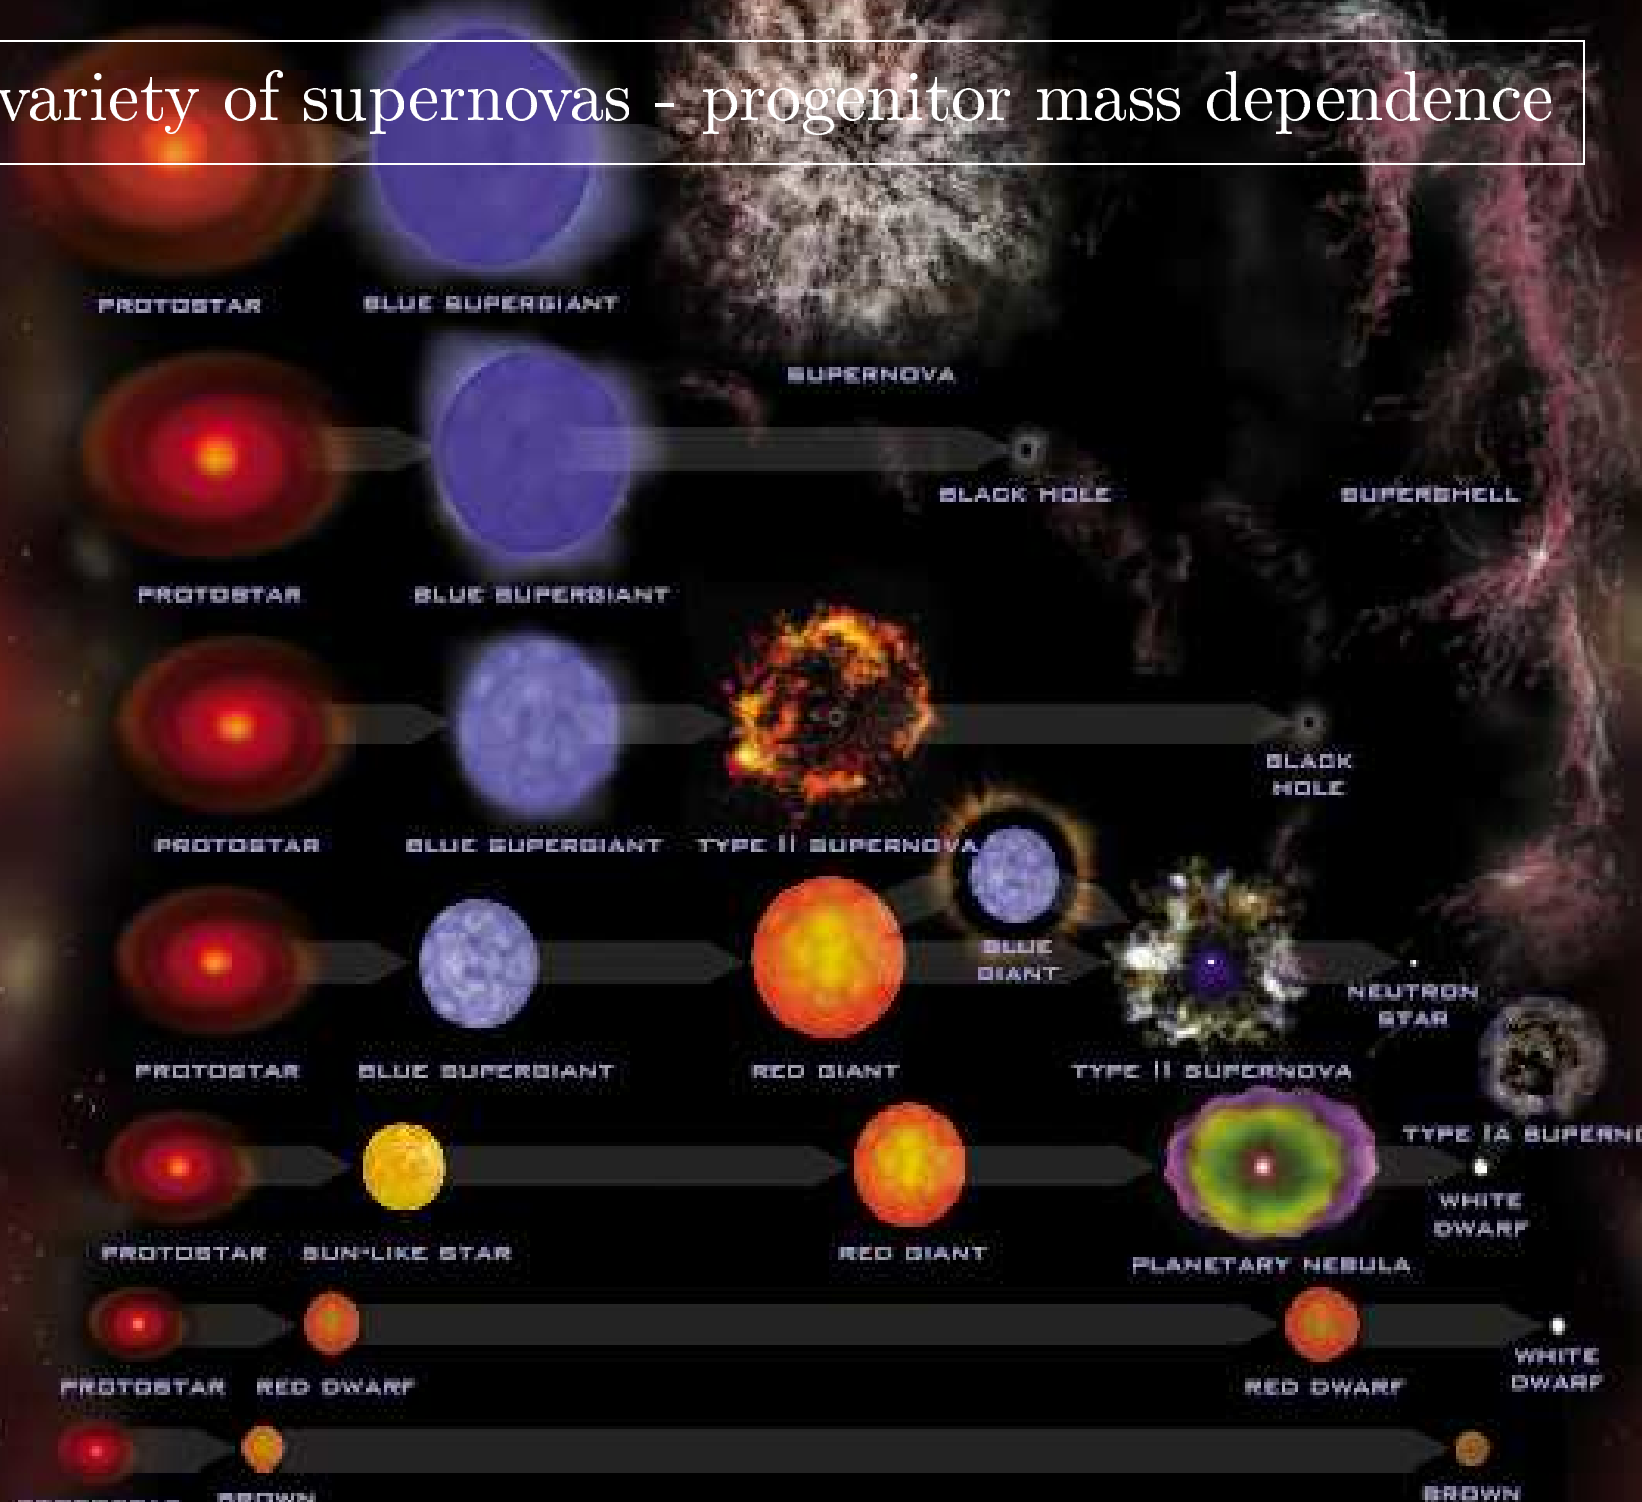 variety of supernovas - progenitor mass dependence
PROTOSTAR BLUE SUPERGIANT
SUPERNOVA
BLACK HOLE SUPERSHELL
PROTOSTAR BLUE SUPERGIANT
BLACK
HOLE
PROTOSTAR BLUE SUPERGIANT TYPE II SUPERNOVA
BLUE
GIANT
NEUTRON
STAR
PROTOSTAR BLUE SUPERGIANT RED GIANT TYPE II SUPERNOVA
TYPE IA SUPERNO
WHITE
DWARF
PROTOSTAR SUN-LIKE STAR RED GIANT
PLANETARY NEBULA
WHITE
DWARF
PROTOSTAR RED DWARF RED DWARF
BROWN BROWN